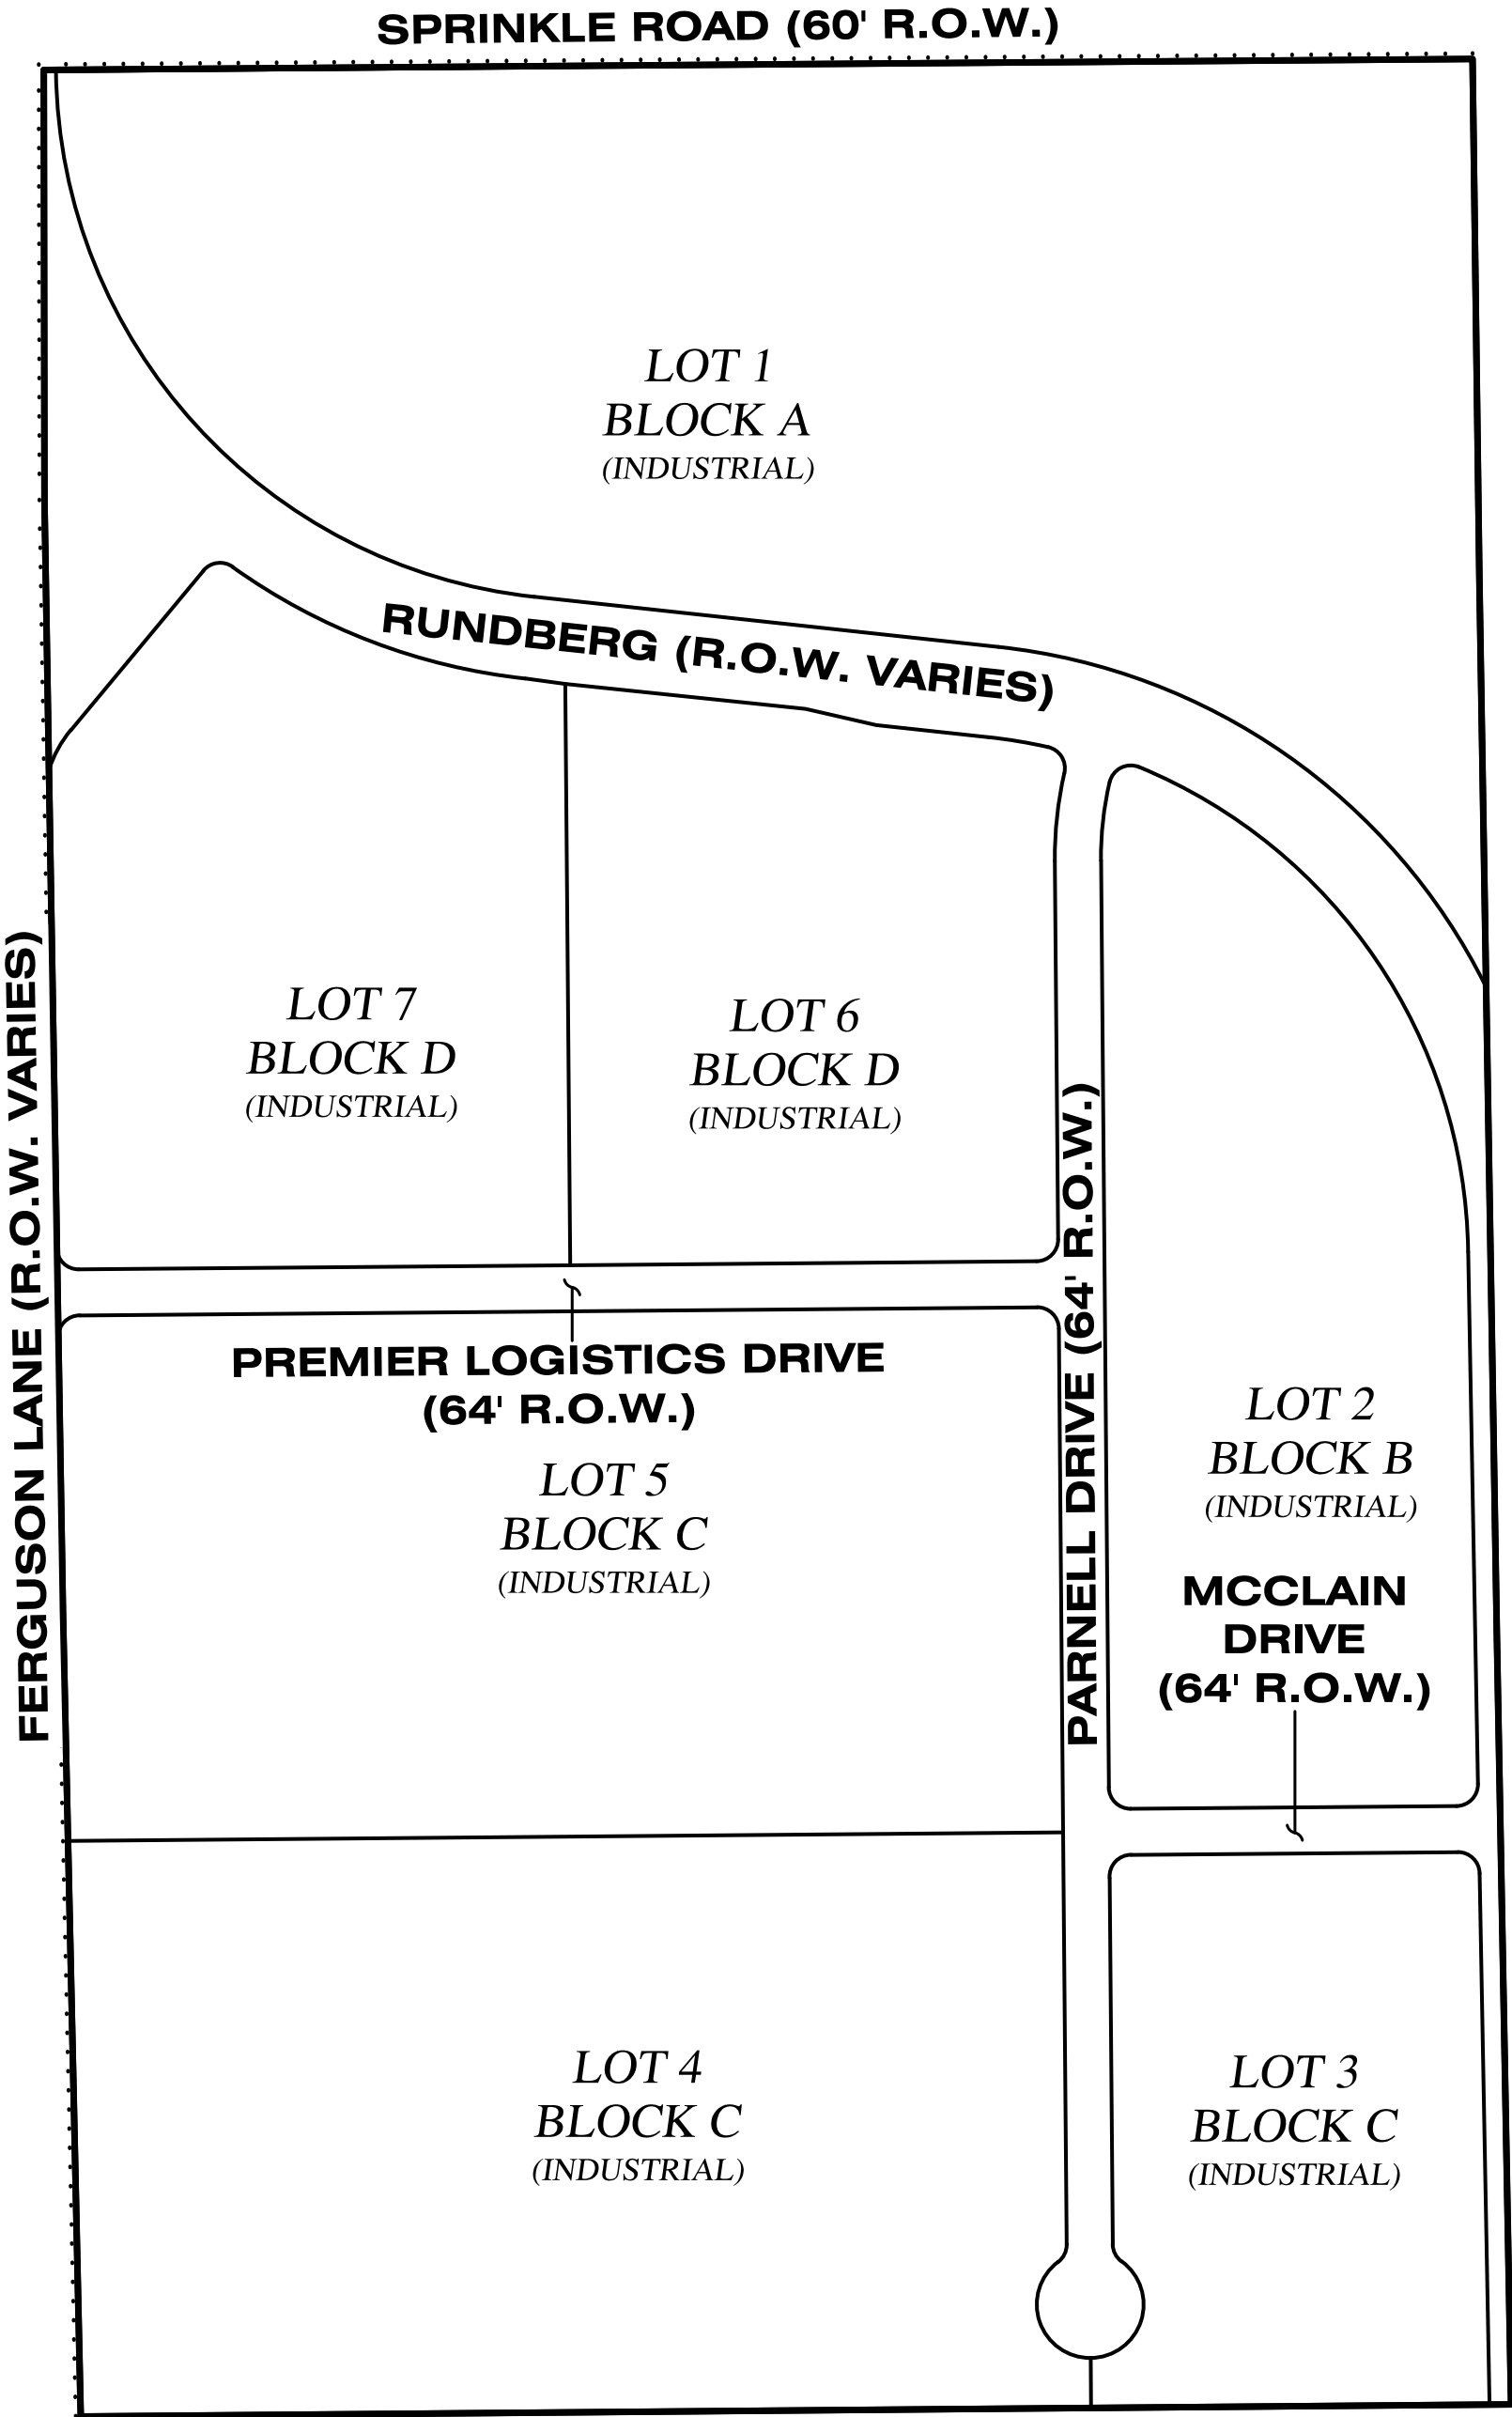 SPRINKLE ROAD (60' R.O.W.)
LOT 1
BLOCK A
(INDUSTRIAL)
RUNDBERG (R.O.W. VARIES)
LOT 7
BLOCK D
(INDUSTRIAL)
LOT 6
BLOCK D
(INDUSTRIAL)
FERGUSON LANE (R.O.W. VARIES)
PARNELL DRIVE (64' R.O.W.)
PREMIER LOGISTICS DRIVE
(64' R.O.W.)
LOT 5
BLOCK C
(INDUSTRIAL)
LOT 2
BLOCK B
(INDUSTRIAL)
MCCLAIN
DRIVE
(64' R.O.W.)
LOT 4
BLOCK C
(INDUSTRIAL)
LOT 3
BLOCK C
(INDUSTRIAL)